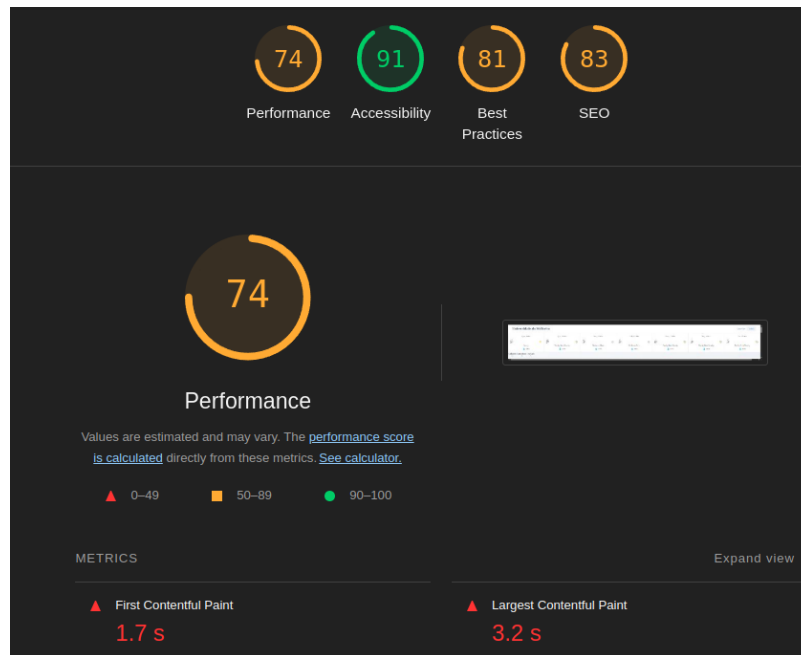 74
91
81
83
Performance
Accessibility
Best
Practices
SEO
74
Performance
Values are estimated and may vary. The performance score
is calculated directly from these metrics. See calculator.
0–49
50–89
90–100
METRICS
Expand view
First Contentful Paint
1.7 s
Largest Contentful Paint
3.2 s